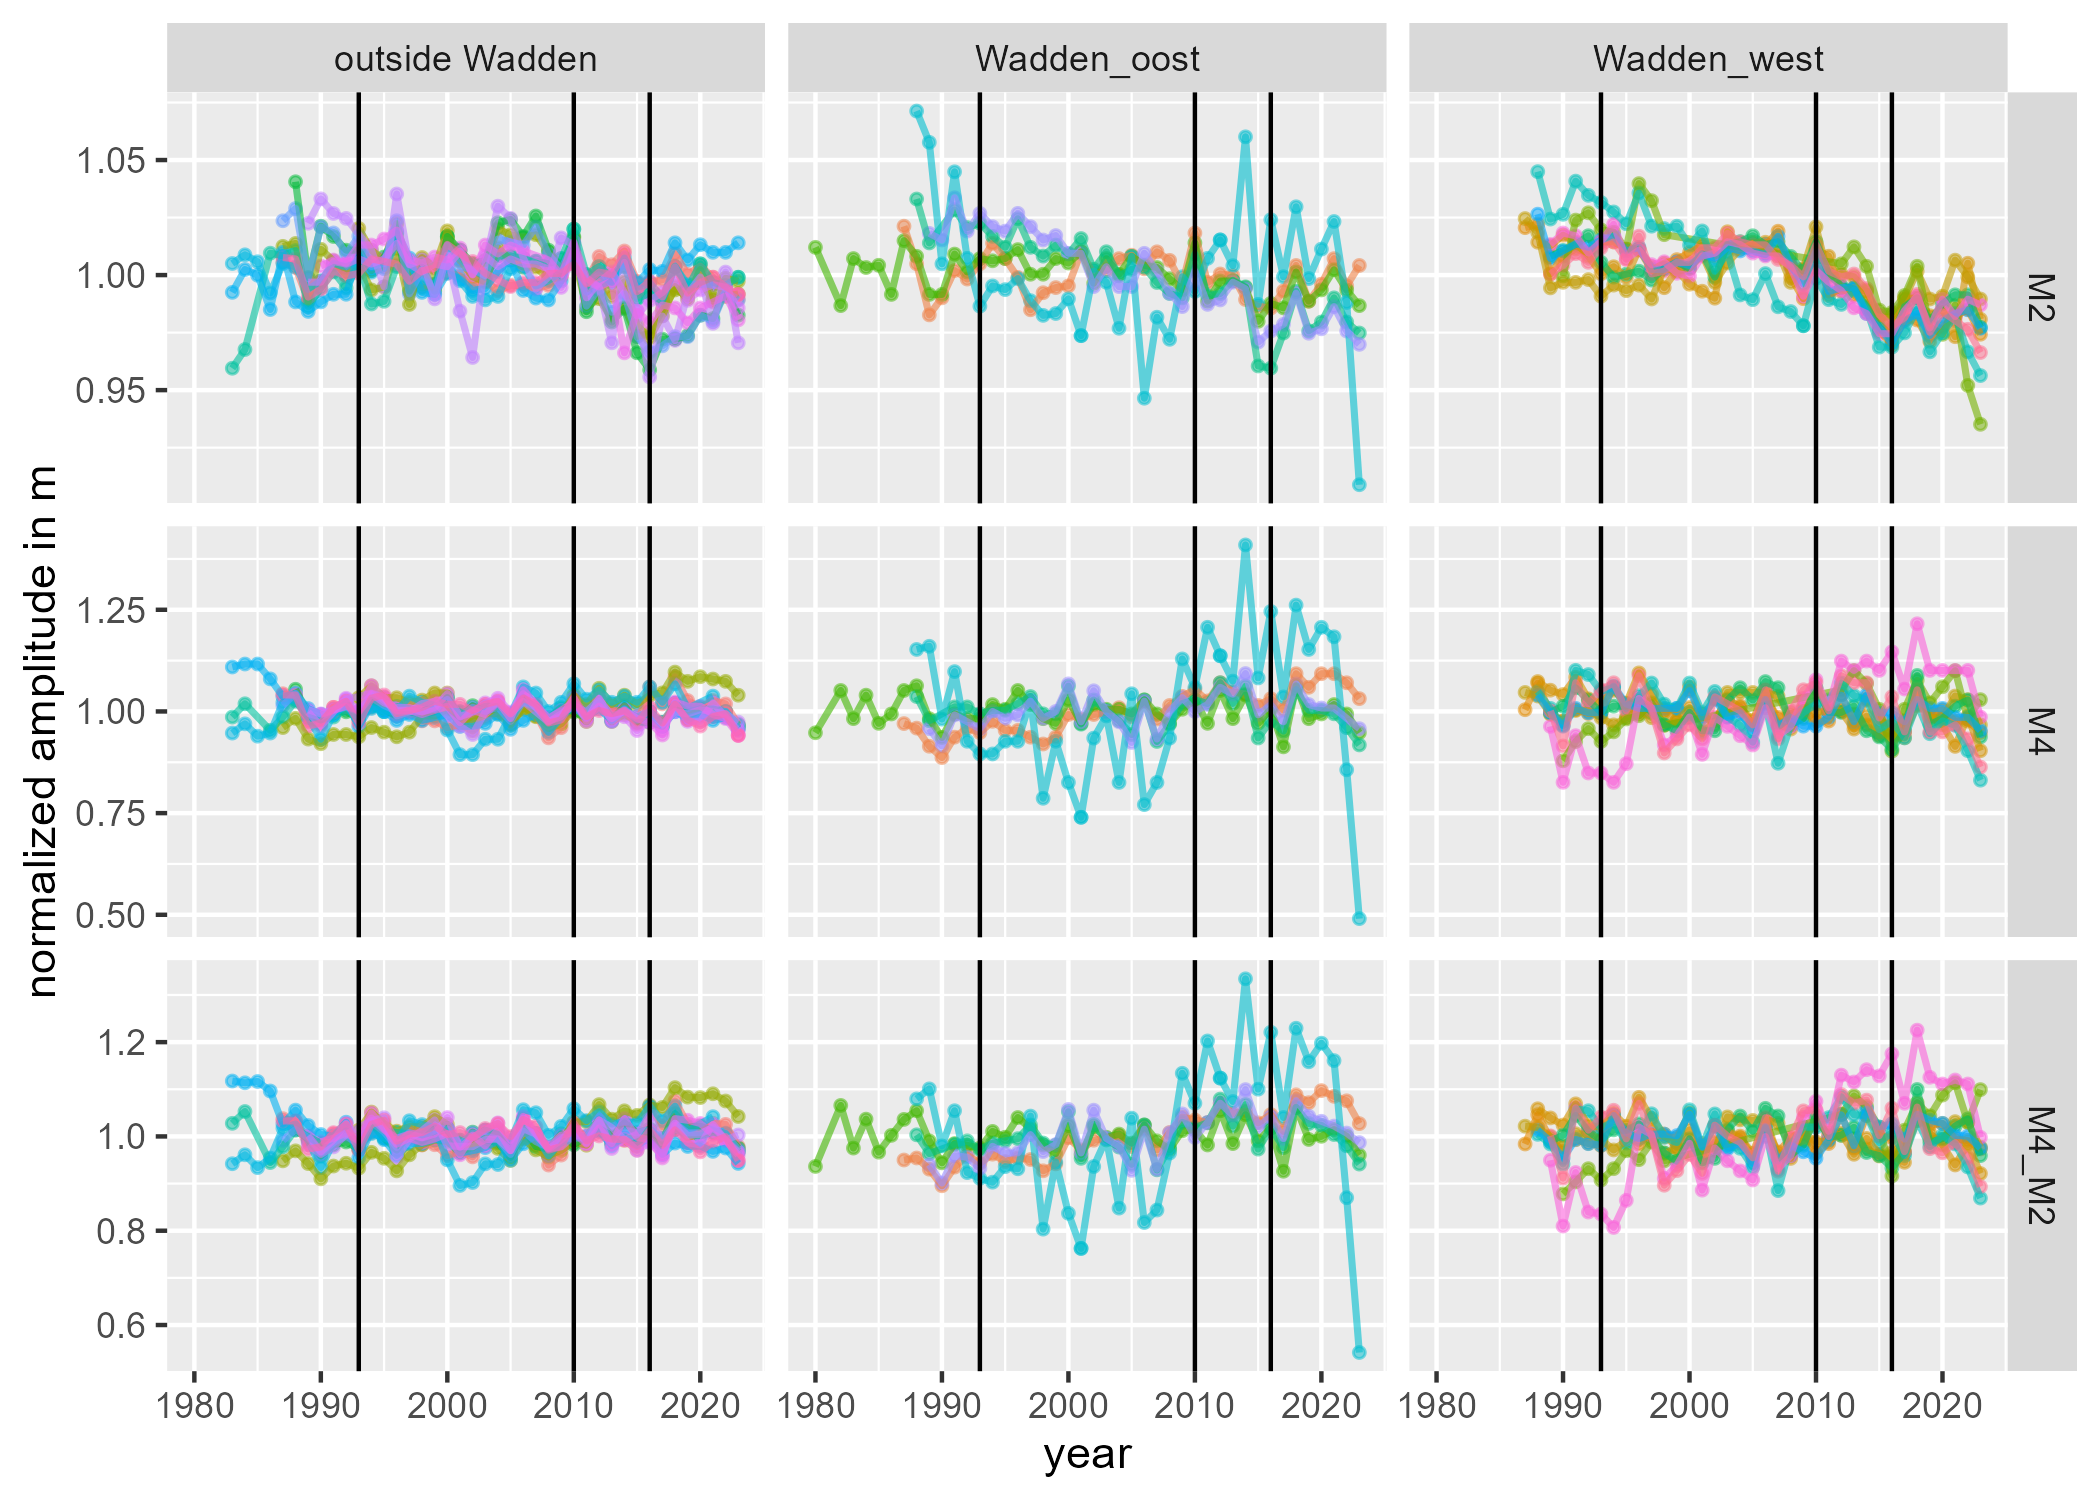 outside Wadden Wadden_oost Wadden_west
normalized amplitude in m
1.05
1.00
0.95
M2
1.25
1.00
0.75
0.50
M4
1.2
1.0
0.8
0.6
M4_M2
1980 1990 2000 2010 2020 1980 1990 2000 2010 2020 1980 1990 2000 2010 2020
year